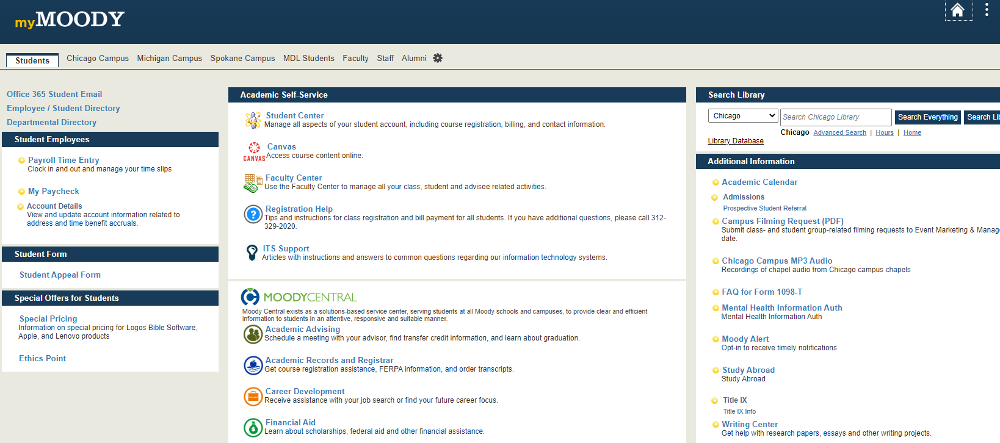 myMOODY
Students
Chicago Campus
Michigan Campus
Spokane Campus
MDL Students
Faculty
Staff
Alumni
Office 365 Student Email
Employee / Student Directory
Departmental Directory
Student Employees
Payroll Time Entry
Clock in and out and manage your time slips
My Paycheck
Account Details
View and update account information related to
address and time benefit accruals.
Student Form
Student Appeal Form
Special Offers for Students
Special Pricing
Information on special pricing for Logos Bible Software,
Apple, and Lenovo products
Ethics Point
Academic Self-Service
Student Center
Manage all aspects of your student account, including course registration, billing, and contact information.
CANVAS
Canvas
Access course content online.
Faculty Center
Use the Faculty Center to manage all your class, student and advisee related activities.
Registration Help
Tips and instructions for class registration and bill payment for all students. If you have additional questions, please call 312-
329-2020.
ITS Support
Articles with instructions and answers to common questions regarding our information technology systems.
MOODYCENTRAL
Moody Central exists as a solutions-based service center, serving students at all Moody schools and campuses, to provide clear and efficient
information to students in an attentive, responsive and suitable manner.
Academic Advising
Schedule a meeting with your advisor, find transfer credit information, and learn about graduation.
Academic Records and Registrar
Get course registration assistance, FERPA information, and order transcripts.
Career Development
Receive assistance with your job search or find your future career focus.
Financial Aid
Learn about scholarships, federal aid and other financial assistance.
Search Library
Chicago
Search Chicago Library
Search Everything
Search Li
Chicago Advanced Search | Hours | Home
Library Database
Additional Information
Academic Calendar
Admissions
Prospective Student Referral
Campus Filming Request (PDF)
Submit class- and student group-related filming requests to Event Marketing & Manag
date.
Chicago Campus MP3 Audio
Recordings of chapel audio from Chicago campus chapels
FAQ for Form 1098-T
Mental Health Information Auth
Mental Health Information Auth
Moody Alert
Opt-in to receive timely notifications
Study Abroad
Study Abroad
Title IX
Title IX Info
Writing Center
Get help with research papers, essays and other writing projects.